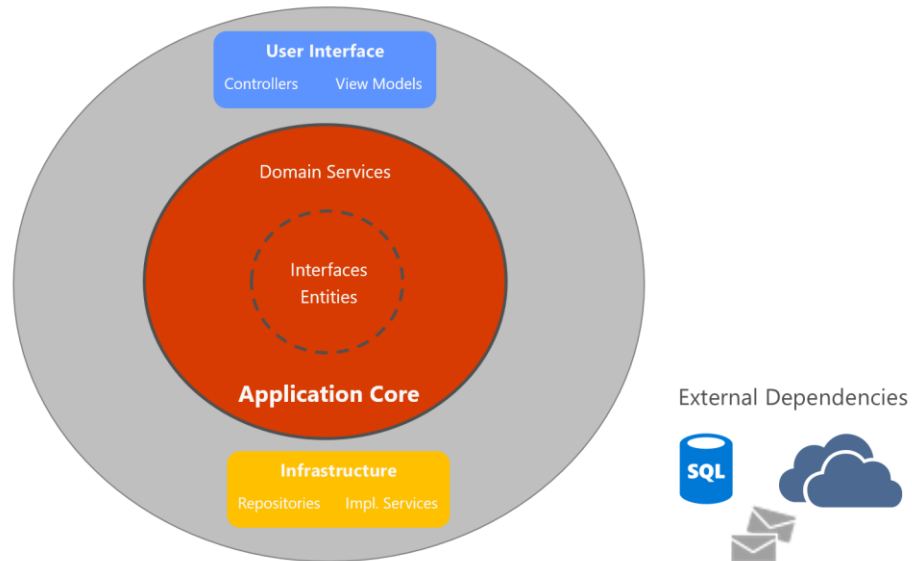 User Interface
Controllers View Models
Domain Services
Interfaces
Entities
Application Core
Infrastructure
Repositories Impl. Services
External Dependencies
SQL